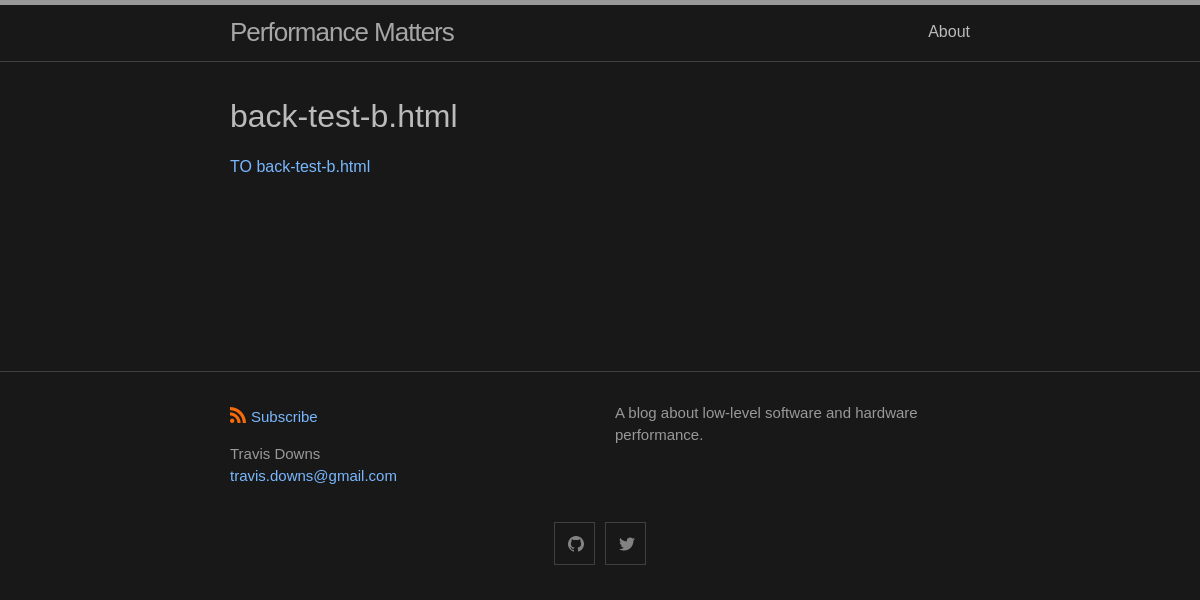 Performance Matters
About
back-test-b.html
TO back-test-b.html
Subscribe
Travis Downs
travis.downs@gmail.com
A blog about low-level software and hardware
performance.